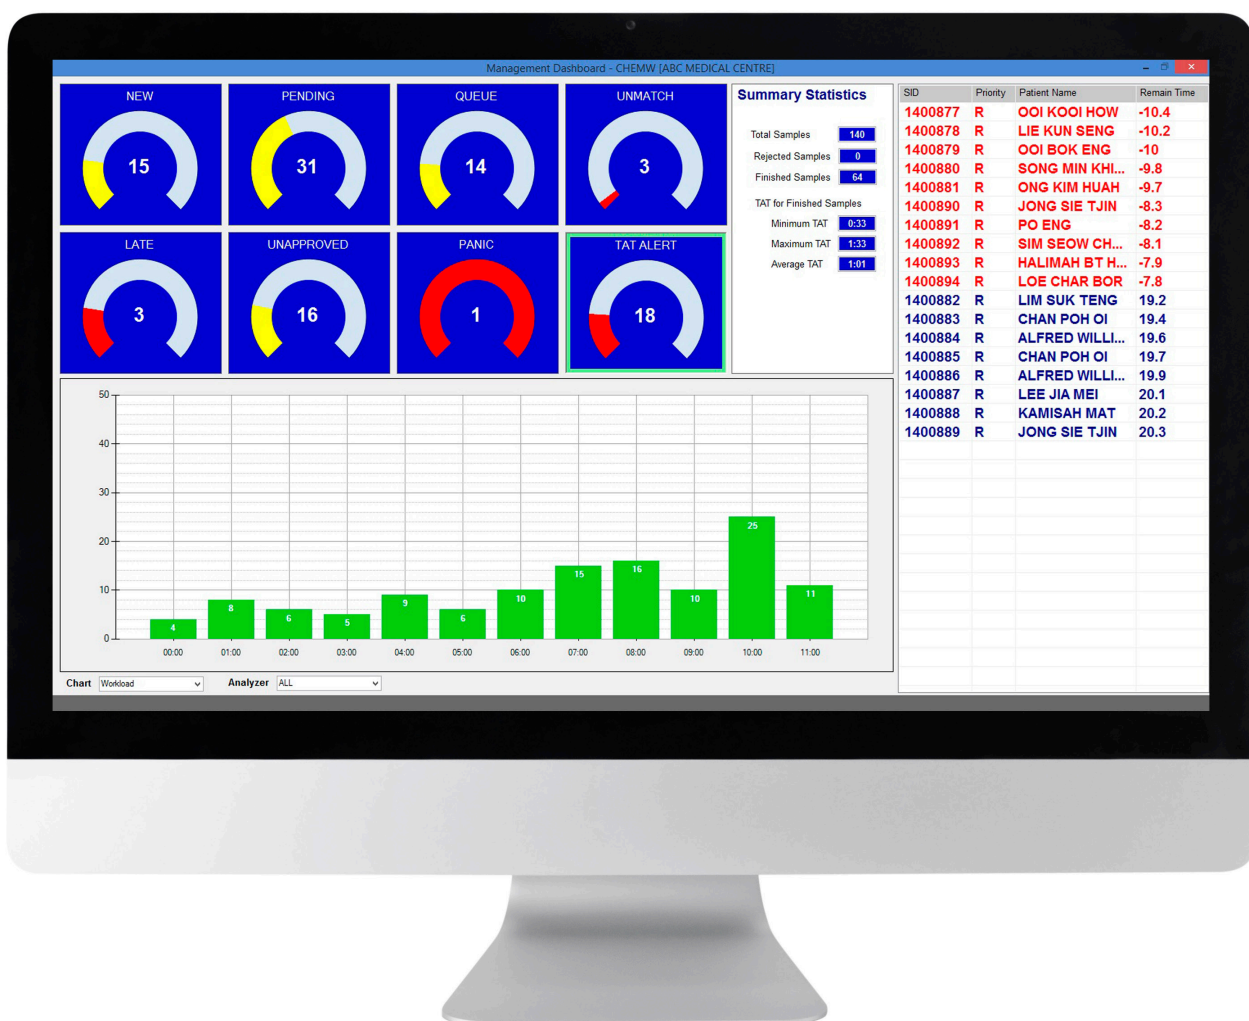 Management Dashboard - CHEMW [ABC MEDICAL CENTRE]
NEW
15
PENDING
31
QUEUE
14
UNMATCH
3
LATE
3
UNAPPROVED
16
PANIC
1
TAT ALERT
18
Summary Statistics
Total Samples 140
Rejected Samples 0
Finished Samples 64
TAT for Finished Samples
Minimum TAT 0:33
Maximum TAT 1:33
Average TAT 1:01
SID Priority Patient Name Remain Time
1400877 R OOI KOOI HOW -10.4
1400878 R LIE KUN SENG -10.2
1400879 R OOI BOK ENG -10
1400880 R SONG MIN KHI... -9.8
1400881 R ONG KIM HUAH -9.7
1400890 R JONG SIE TJIN -8.3
1400891 R PO ENG -8.2
1400892 R SIM SEOW CH... -8.1
1400893 R HALIMAH BT H... -7.9
1400894 R LOE CHAR BOR -7.8
1400882 R LIM SUK TENG 19.2
1400883 R CHAN POH OI 19.4
1400884 R ALFRED WILLI... 19.6
1400885 R CHAN POH OI 19.7
1400886 R ALFRED WILLI... 19.9
1400887 R LEE JIA MEI 20.1
1400888 R KAMISAH MAT 20.2
1400889 R JONG SIE TJIN 20.3
50
40
30
20
10
0
4 8 6 5 9 6 10 15 16 10 25 11
00:00 01:00 02:00 03:00 04:00 05:00 06:00 07:00 08:00 09:00 10:00 11:00
Chart Workload Analyzer ALL